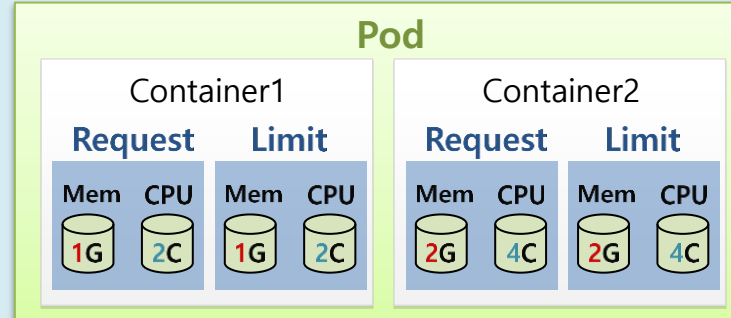 Pod
Container1 Container2
Request Limit Request Limit
Mem CPU Mem CPU Mem CPU Mem CPU
1G 2C 1G 2C 2G 4C 2G 4C